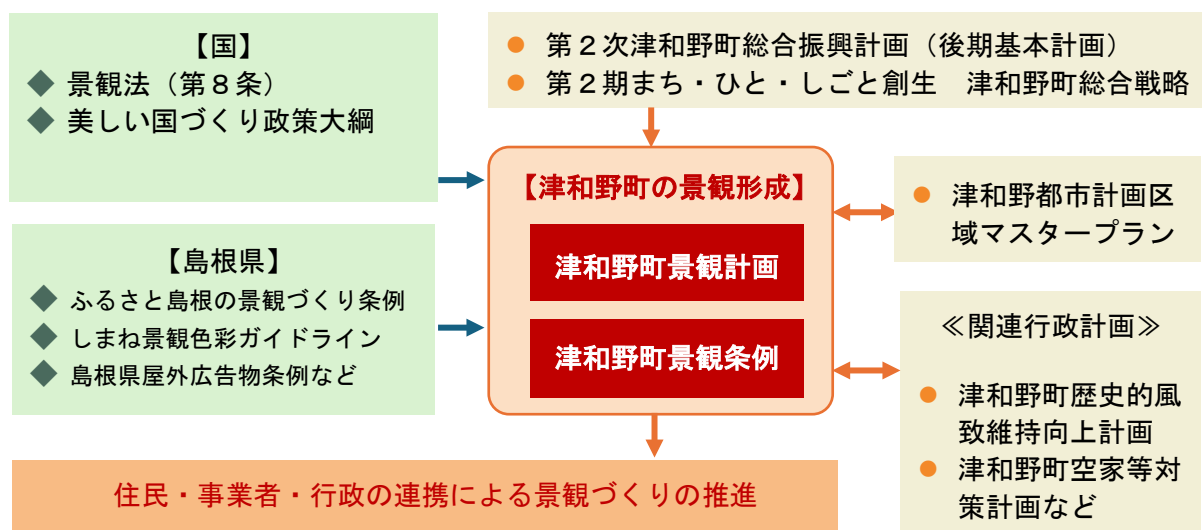 【国】
◆ 景観法（第８条）
◆ 美しい国づくり政策大綱
● 第２次津和野町総合振興計画（後期基本計画）
● 第２期まち・ひと・しごと創生　津和野町総合戦略
【島根県】
◆ ふるさと島根の景観づくり条例
◆ しまね景観色彩ガイドライン
◆ 島根県屋外広告物条例など
【津和野町の景観形成】
津和野町景観計画
津和野町景観条例
● 津和野都市計画区
域マスタープラン
≪関連行政計画≫
● 津和野町歴史的風
致維持向上計画
● 津和野町空家等対
策計画など
住民・事業者・行政の連携による景観づくりの推進